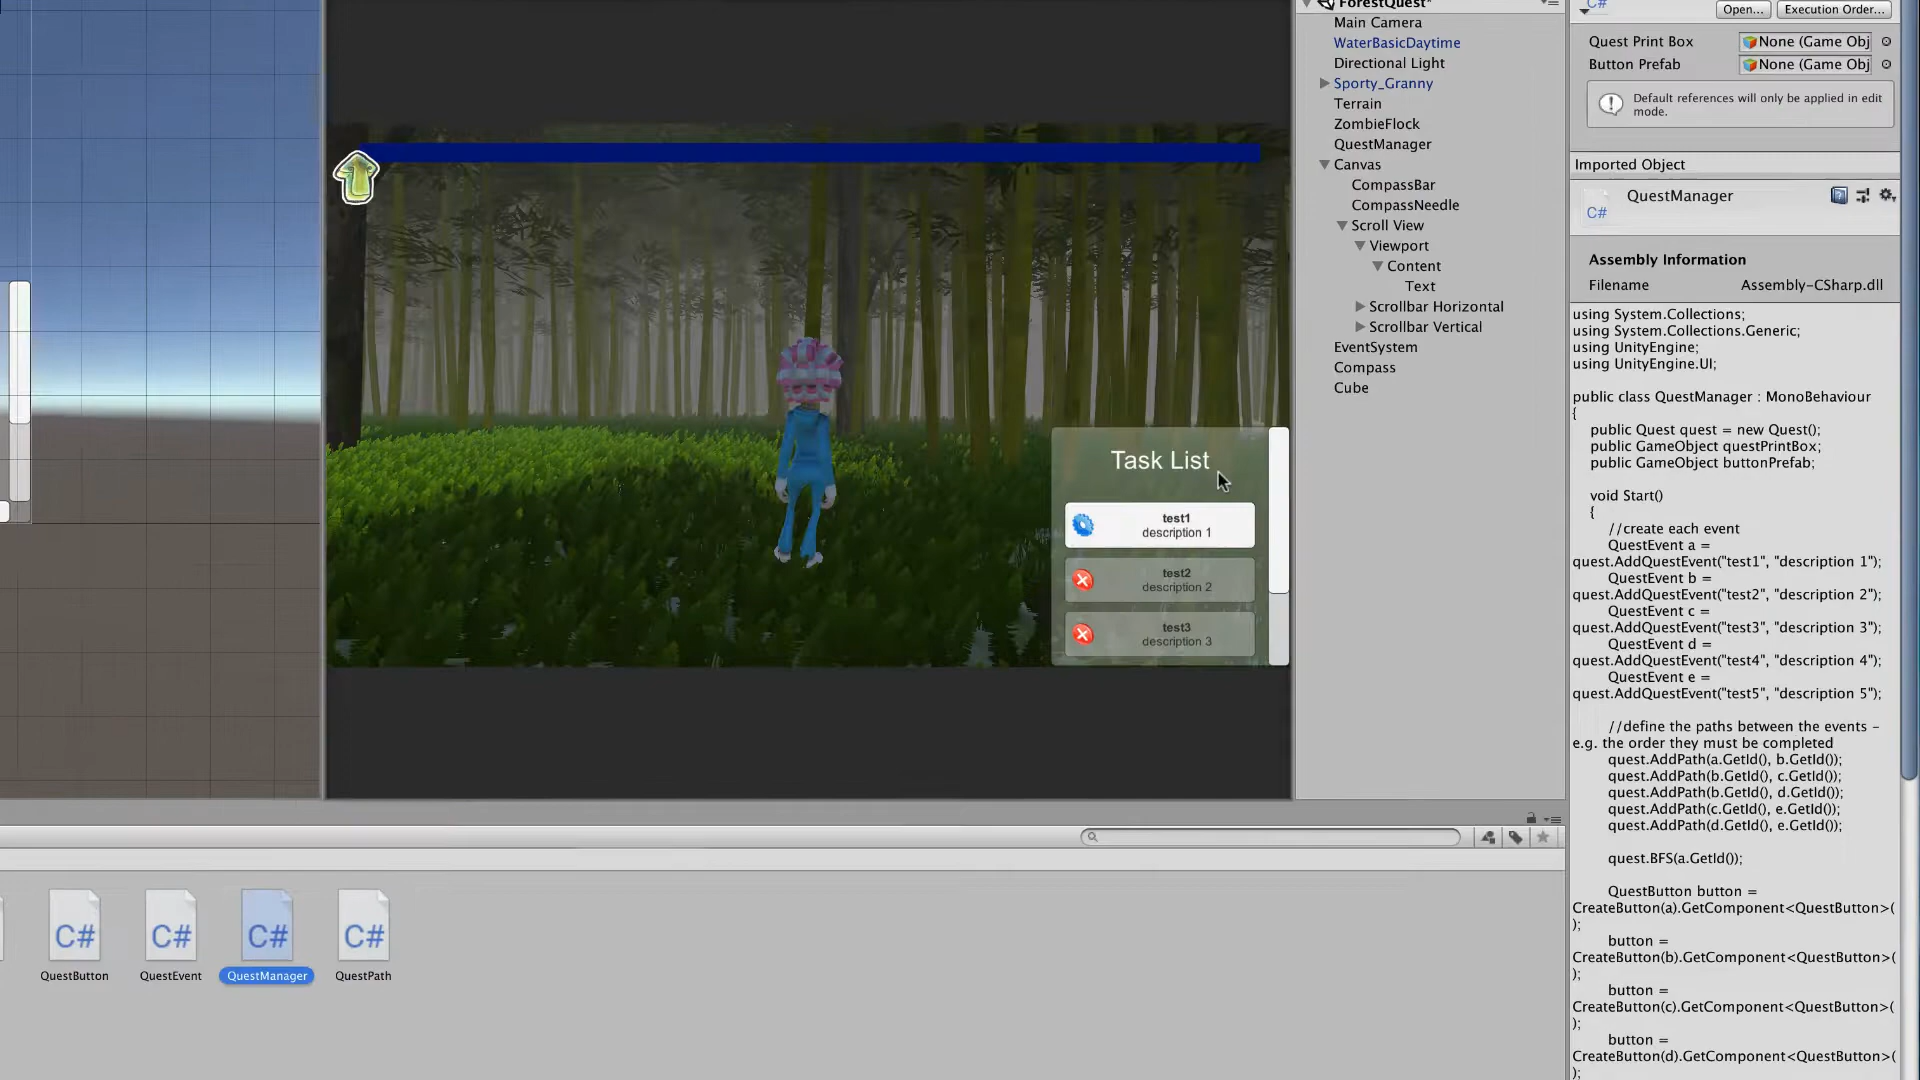 ForestQuest*
Main Camera
WaterBasicDaytime
Directional Light
Sporty_Granny
Terrain
ZombieFlock
QuestManager
Canvas
CompassBar
CompassNeedle
Scroll View
Viewport
Content
Text
Scrollbar Horizontal
Scrollbar Vertical
EventSystem
Compass
Cube
Task List
test1
description 1
test2
description 2
test3
description 3
C#
QuestButton
C#
QuestEvent
C#
QuestManager
C#
QuestPath
C#
Open...
Execution Order...
Quest Print Box
None (Game Obj
Button Prefab
None (Game Obj
Default references will only be applied in edit
mode.
Imported Object
QuestManager
C#
Assembly Information
Filename
Assembly-CSharp.dll
using System.Collections;
using System.Collections.Generic;
using UnityEngine;
using UnityEngine.UI;
public class QuestManager : MonoBehaviour
{
public Quest quest = new Quest();
public GameObject questPrintBox;
public GameObject buttonPrefab;
void Start()
{
//create each event
QuestEvent a =
quest.AddQuestEvent("test1", "description 1");
QuestEvent b =
quest.AddQuestEvent("test2", "description 2");
QuestEvent c =
quest.AddQuestEvent("test3", "description 3");
QuestEvent d =
quest.AddQuestEvent("test4", "description 4");
QuestEvent e =
quest.AddQuestEvent("test5", "description 5");
//define the paths between the events -
e.g. the order they must be completed
quest.AddPath(a.GetId(), b.GetId());
quest.AddPath(b.GetId(), c.GetId());
quest.AddPath(b.GetId(), d.GetId());
quest.AddPath(c.GetId(), e.GetId());
quest.AddPath(d.GetId(), e.GetId());
quest.BFS(a.GetId());
QuestButton button =
CreateButton(a).GetComponent<QuestButton>(
);
button =
CreateButton(b).GetComponent<QuestButton>(
);
button =
CreateButton(c).GetComponent<QuestButton>(
);
button =
CreateButton(d).GetComponent<QuestButton>(
);